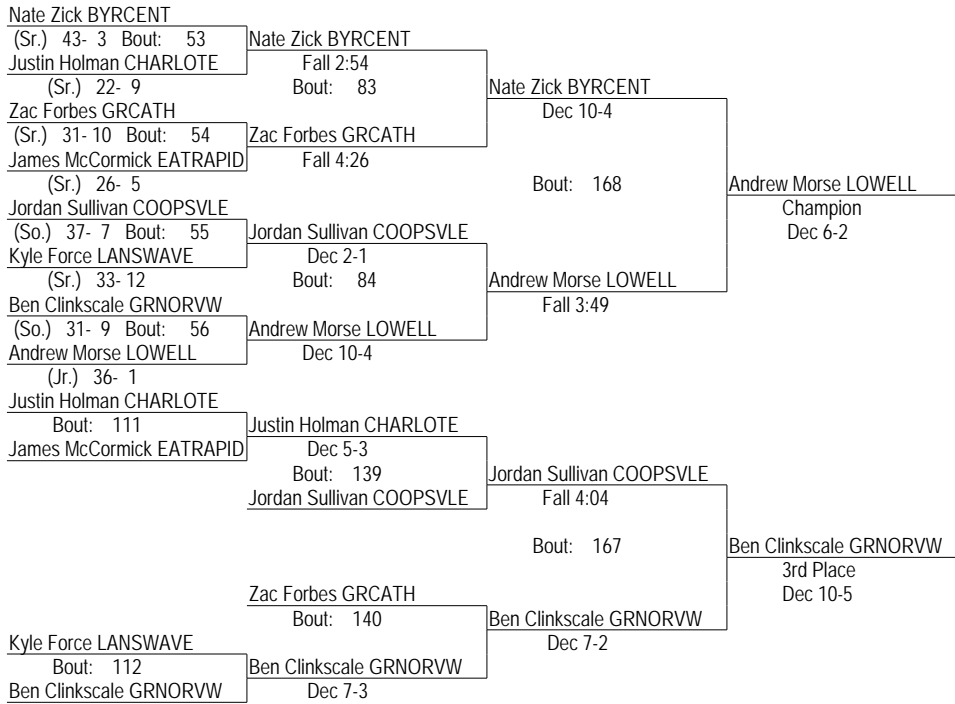 Nate Zick BYRCENT
(Sr.) 43- 3 Bout: 53
Nate Zick BYRCENT
Justin Holman CHARLOTE
Fall 2:54
(Sr.) 22- 9
Bout: 83
Nate Zick BYRCENT
Zac Forbes GRCATH
Dec 10-4
(Sr.) 31- 10 Bout: 54
Zac Forbes GRCATH
James McCormick EATRAPID
Fall 4:26
(Sr.) 26- 5
Bout: 168
Andrew Morse LOWELL
Jordan Sullivan COOPSVLE
Champion
(So.) 37- 7 Bout: 55
Jordan Sullivan COOPSVLE
Dec 6-2
Kyle Force LANSWAVE
Dec 2-1
(Sr.) 33- 12
Bout: 84
Andrew Morse LOWELL
Ben Clinkscale GRNORVW
Fall 3:49
(So.) 31- 9 Bout: 56
Andrew Morse LOWELL
Andrew Morse LOWELL
Dec 10-4
(Jr.) 36- 1
Justin Holman CHARLOTE
Bout: 111
Justin Holman CHARLOTE
James McCormick EATRAPID
Dec 5-3
Bout: 139
Jordan Sullivan COOPSVLE
Jordan Sullivan COOPSVLE
Fall 4:04
Bout: 167
Ben Clinkscale GRNORVW
3rd Place
Zac Forbes GRCATH
Dec 10-5
Bout: 140
Ben Clinkscale GRNORVW
Kyle Force LANSWAVE
Dec 7-2
Bout: 112
Ben Clinkscale GRNORVW
Ben Clinkscale GRNORVW
Dec 7-3